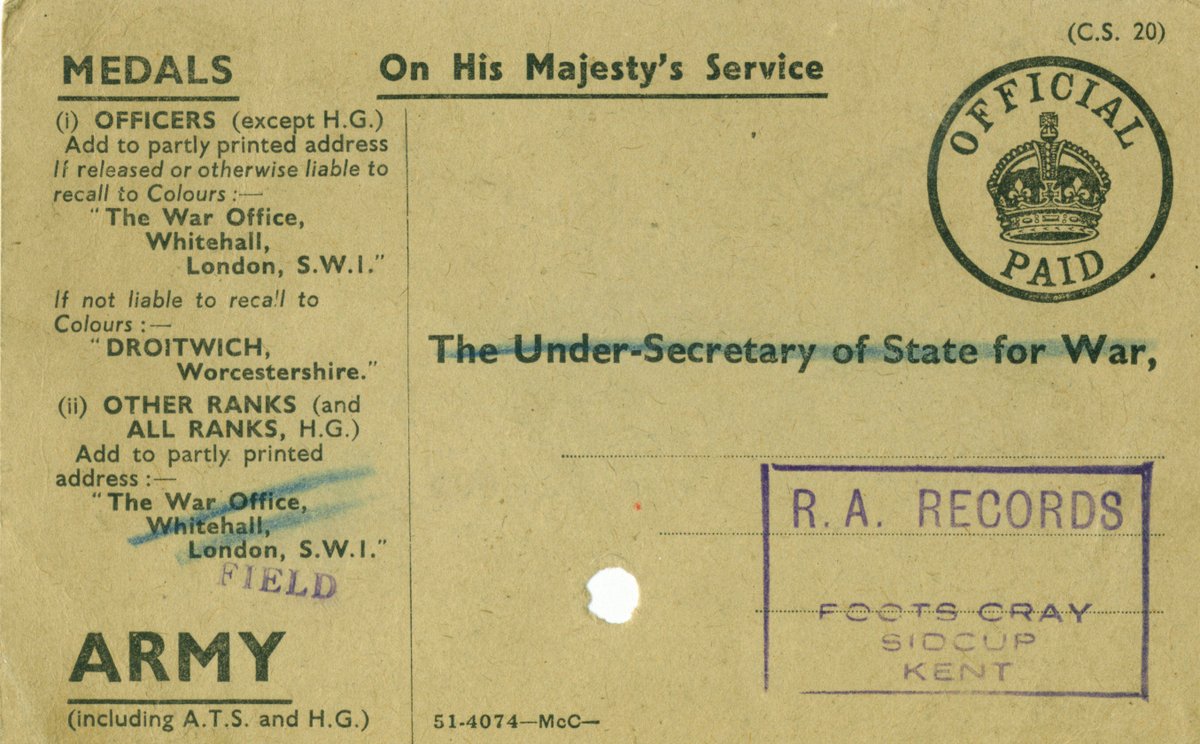 (C.S. 20)
MEDALS
On His Majesty's Service
OFFICIAL
PAID
(i) OFFICERS (except H.G.)
Add to partly printed address
If released or otherwise liable to
recall to Colours :—
"The War Office,
Whitehall,
London, S.W.1."
If not liable to recall to
Colours :—
"DROITWICH,
Worcestershire."
(ii) OTHER RANKS (and
ALL RANKS, H.G.)
Add to partly printed
address :—
"The War Office,
Whitehall,
London, S.W.1."
FIELD
ARMY
(including A.T.S. and H.G.)
The Under-Secretary of State for War,
R. A. RECORDS
FOOTS CRAY
SIDCUP
KENT
51-4074—McC—